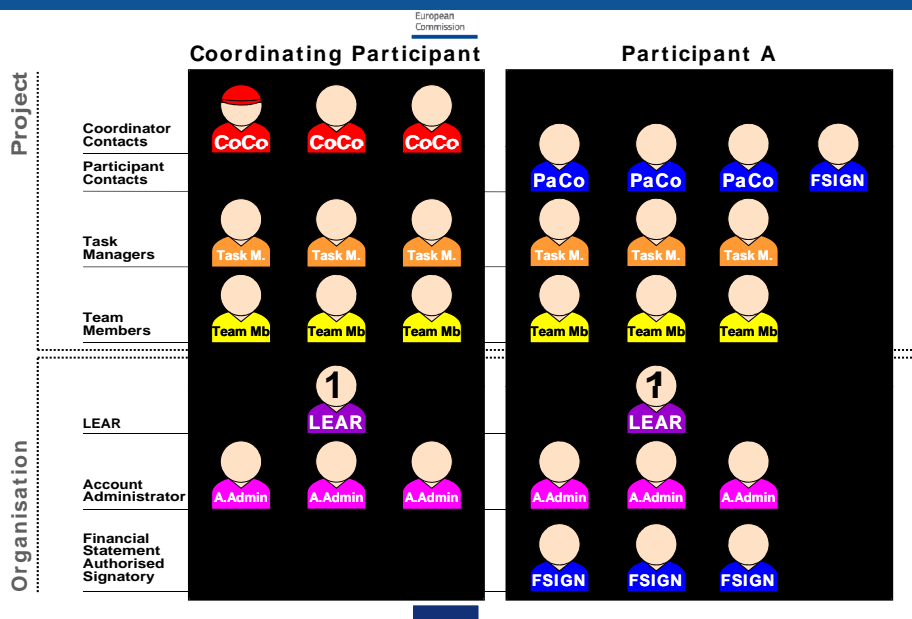 European
Commission
Coordinating Participant
Participant A
Project
Coordinator
Contacts
CoCo CoCo CoCo
Participant
Contacts
PaCo PaCo PaCo FSIGN
Task
Managers
Task M. Task M. Task M. Task M. Task M. Task M.
Team
Members
Team Mb Team Mb Team Mb Team Mb Team Mb Team Mb
Organisation
1 1
LEAR
LEAR LEAR
Account
Administrator
A.Admin A.Admin A.Admin A.Admin A.Admin A.Admin
Financial
Statement
Authorised
Signatory
FSIGN FSIGN FSIGN